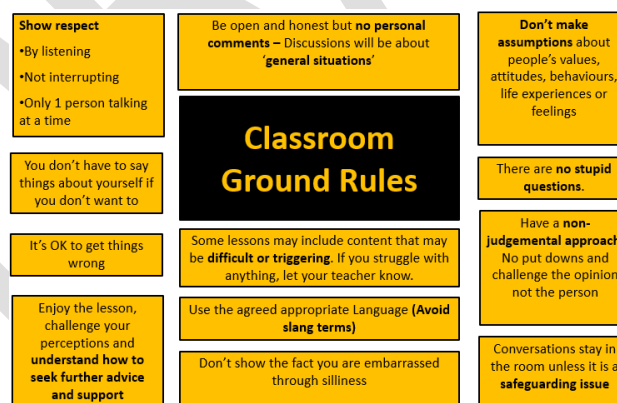 Show respect
•By listening
•Not interrupting
•Only 1 person talking
at a time
You don't have to say
things about yourself if
you don't want to
It's OK to get things
wrong
Enjoy the lesson,
challenge your
perceptions and
understand how to
seek further advice
and support
Be open and honest but no personal
comments – Discussions will be about
'general situations'
Classroom
Ground Rules
Some lessons may include content that may
be difficult or triggering. If you struggle with
anything, let your teacher know.
Use the agreed appropriate Language (Avoid
slang terms)
Don't show the fact you are embarrassed
through silliness
Don't make
assumptions about
people's values,
attitudes, behaviours,
life experiences or
feelings
There are no stupid
questions.
Have a non-
judgemental approach
No put downs and
challenge the opinion
not the person
Conversations stay in
the room unless it is a
safeguarding issue